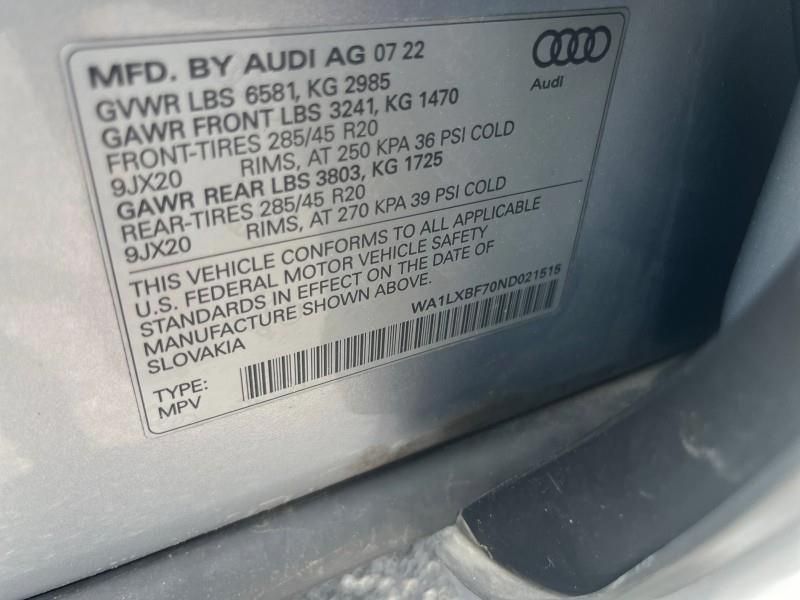 MFD. BY AUDI AG 07 22
Audi
GVWR LBS 6581, KG 2985
GAWR FRONT LBS 3241, KG 1470
FRONT-TIRES 285/45 R20
9JX20 RIMS, AT 250 KPA 36 PSI COLD
GAWR REAR LBS 3803, KG 1725
REAR-TIRES 285/45 R20
9JX20 RIMS, AT 270 KPA 39 PSI COLD
THIS VEHICLE CONFORMS TO ALL APPLICABLE
U.S. FEDERAL MOTOR VEHICLE SAFETY
STANDARDS IN EFFECT ON THE DATE OF
MANUFACTURE SHOWN ABOVE.
SLOVAKIA
WA1LXBF70ND021515
TYPE:
MPV